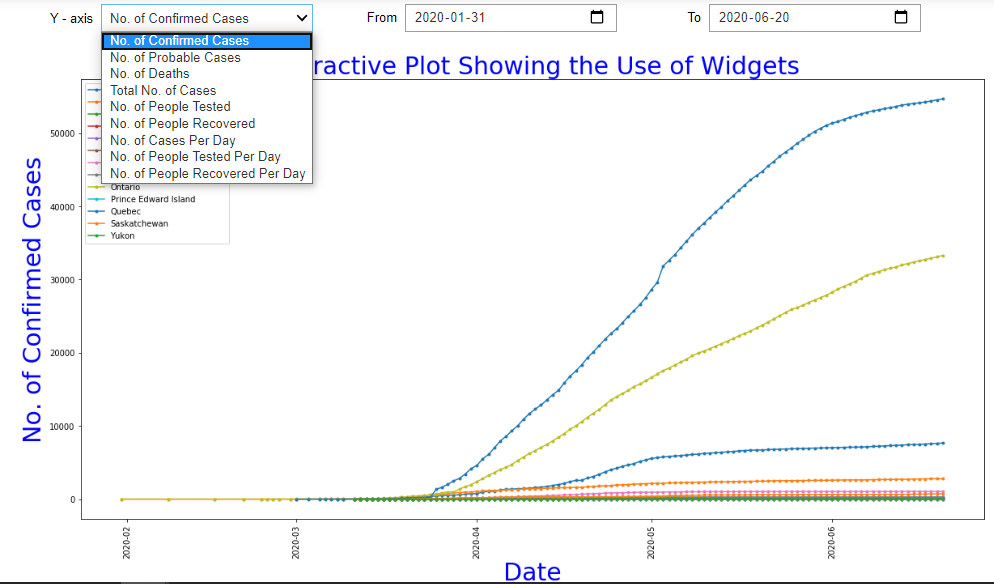 Y - axis No. of Confirmed Cases From 2020-01-31 To 2020-06-20
No. of Confirmed Cases
No. of Probable Cases
No. of Deaths
Total No. of Cases
No. of People Tested
No. of People Recovered
No. of Cases Per Day
No. of People Tested Per Day
No. of People Recovered Per Day
ractive Plot Showing the Use of Widgets
Ontario
Prince Edward Island
Quebec
Saskatchewan
Yukon
No. of Confirmed Cases
50000
40000
30000
20000
10000
0
2020-02
2020-03
2020-04
2020-05
2020-06
Date